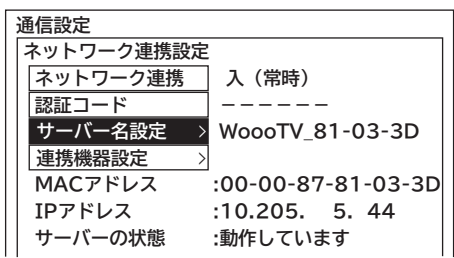 通信設定
ネットワーク連携設定
ネットワーク連携 入（常時）
認証コード ------
サーバー名設定 > WoooTV_81-03-3D
連携機器設定 >
MACアドレス :00-00-87-81-03-3D
IPアドレス :10.205. 5. 44
サーバーの状態 :動作しています